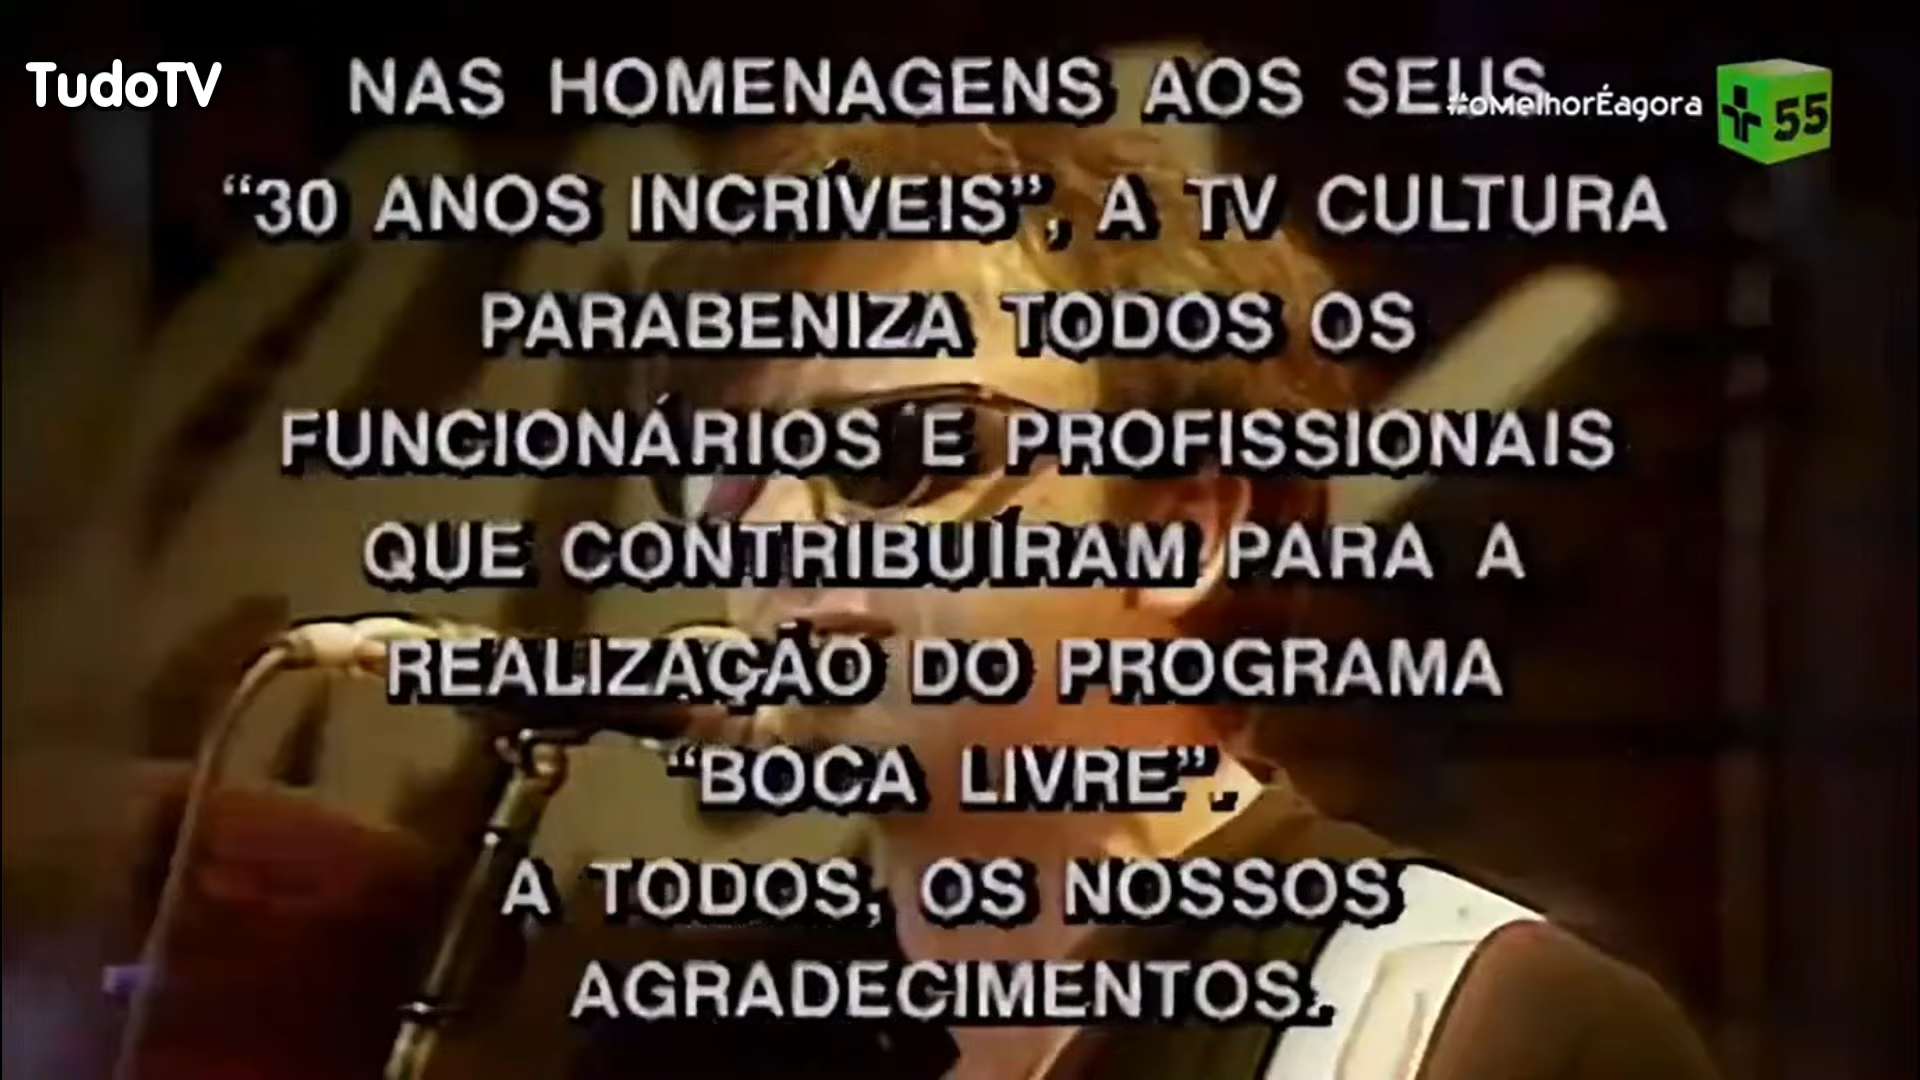 TudoTV
NAS HOMENAGENS AOS SEUS
#oMelhorÉagora
55
“30 ANOS INCRÍVEIS”, A TV CULTURA
PARABENIZA TODOS OS
FUNCIONÁRIOS E PROFISSIONAIS
QUE CONTRIBUÍRAM PARA A
REALIZAÇÃO DO PROGRAMA
“BOCA LIVRE”.
A TODOS, OS NOSSOS
AGRADECIMENTOS.